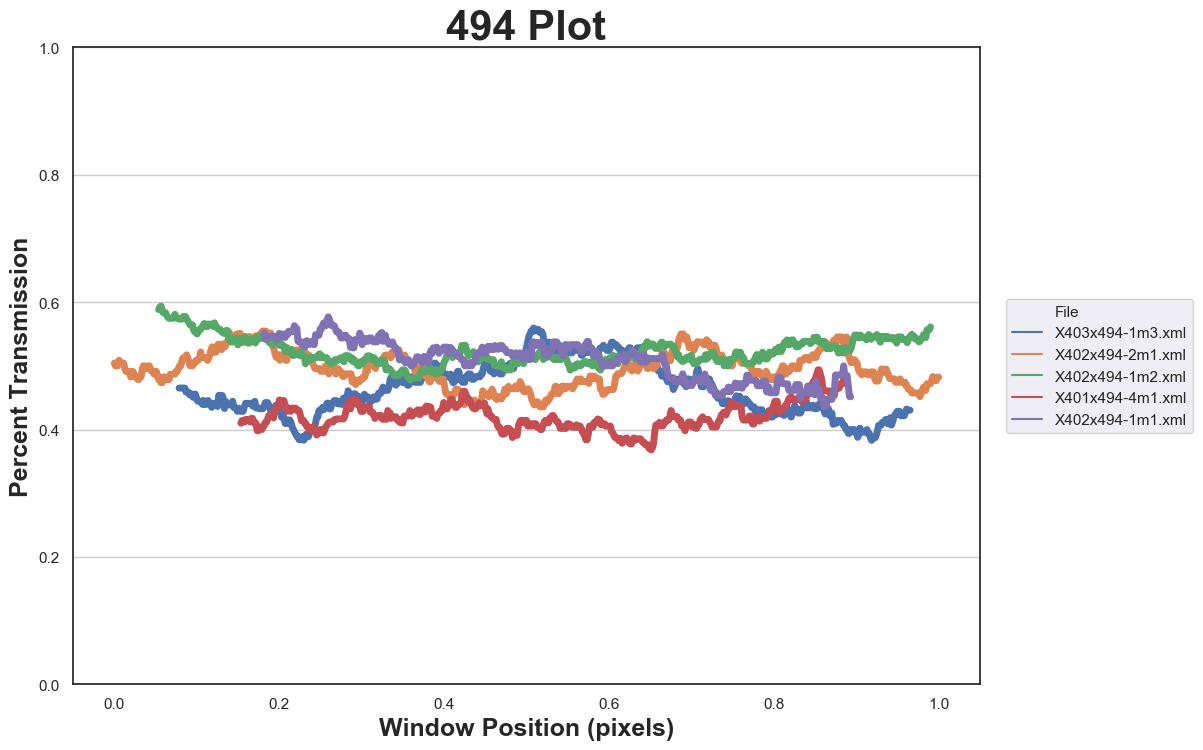 494 Plot
Percent Transmission
1.0
0.8
0.6
0.4
0.2
0.0
0.0 0.2 0.4 0.6 0.8 1.0
Window Position (pixels)
File
X403x494-1m3.xml
X402x494-2m1.xml
X402x494-1m2.xml
X401x494-4m1.xml
X402x494-1m1.xml